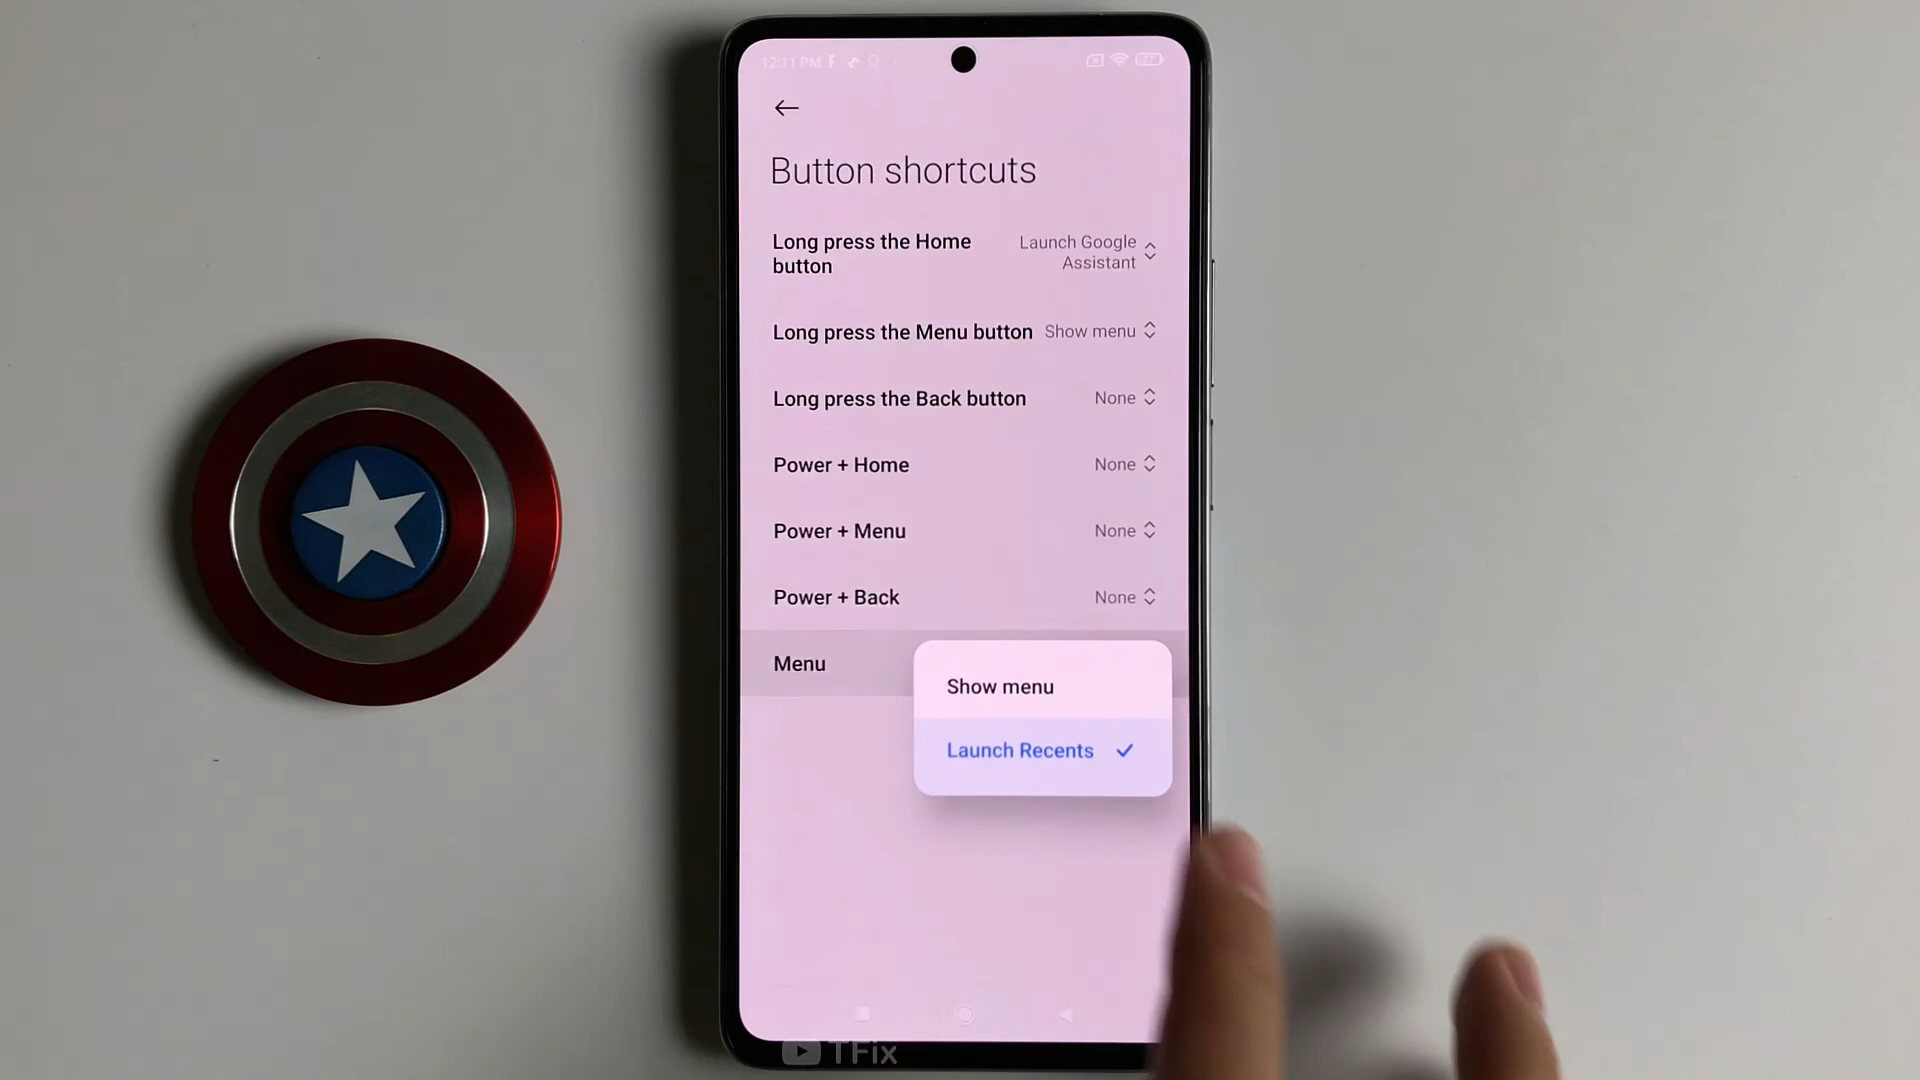 12:11 PM
Button shortcuts
Long press the Home
button
Launch Google
Assistant
Long press the Menu button
Show menu
Long press the Back button
None
Power + Home
None
Power + Menu
None
Power + Back
None
Menu
Show menu
Launch Recents
TFix